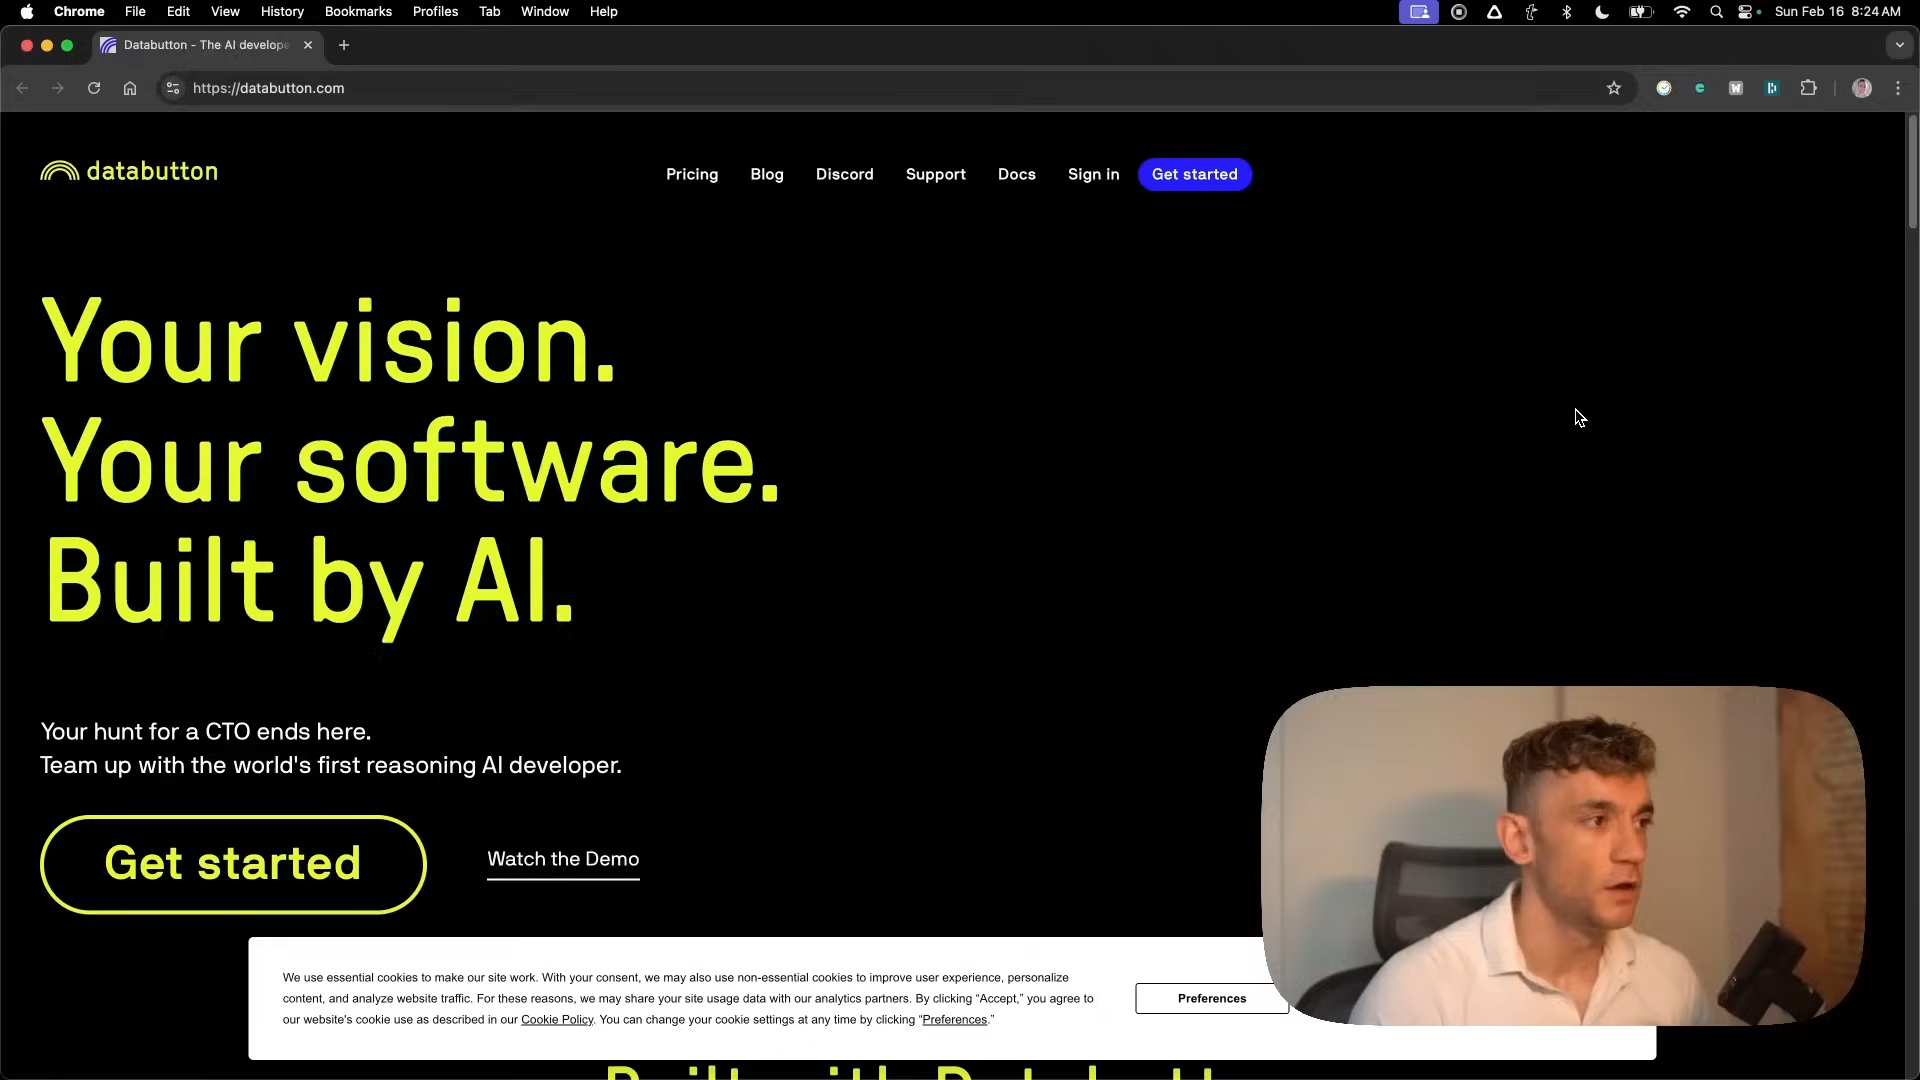 Chrome File Edit View History Bookmarks Profiles Tab Window Help Sun Feb 16 8:24 AM
Databutton - The AI develope
https://databutton.com
databutton Pricing Blog Discord Support Docs Sign in Get started
Your vision.
Your software.
Built by AI.
Your hunt for a CTO ends here.
Team up with the world's first reasoning AI developer.
Get started Watch the Demo
We use essential cookies to make our site work. With your consent, we may also use non-essential cookies to improve user experience, personalize
content, and analyze website traffic. For these reasons, we may share your site usage data with our analytics partners. By clicking “Accept,” you agree to
our website's cookie use as described in our Cookie Policy. You can change your cookie settings at any time by clicking “Preferences.”
Preferences